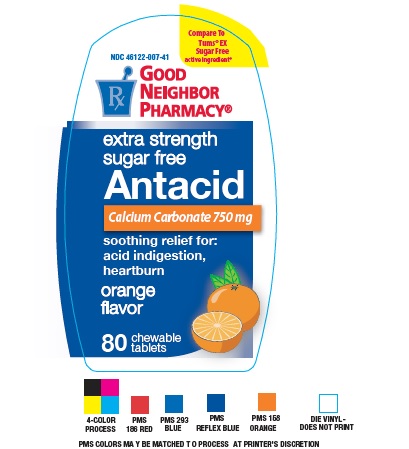 Compare To
Tums® EX
Sugar Free
active ingredient*
NDC 46122-007-41
Rx
GOOD
NEIGHBOR
PHARMACY®
extra strength
sugar free
Antacid
Calcium Carbonate 750 mg
soothing relief for:
acid indigestion,
heartburn
orange
flavor
80 chewable
tablets
4-COLOR
PROCESS
PMS
186 RED
PMS 293
BLUE
PMS
REFLEX BLUE
PMS 158
ORANGE
DIE VINYL-
DOES NOT PRINT
PMS COLORS MAY BE MATCHED TO PROCESS AT PRINTER'S DISCRETION